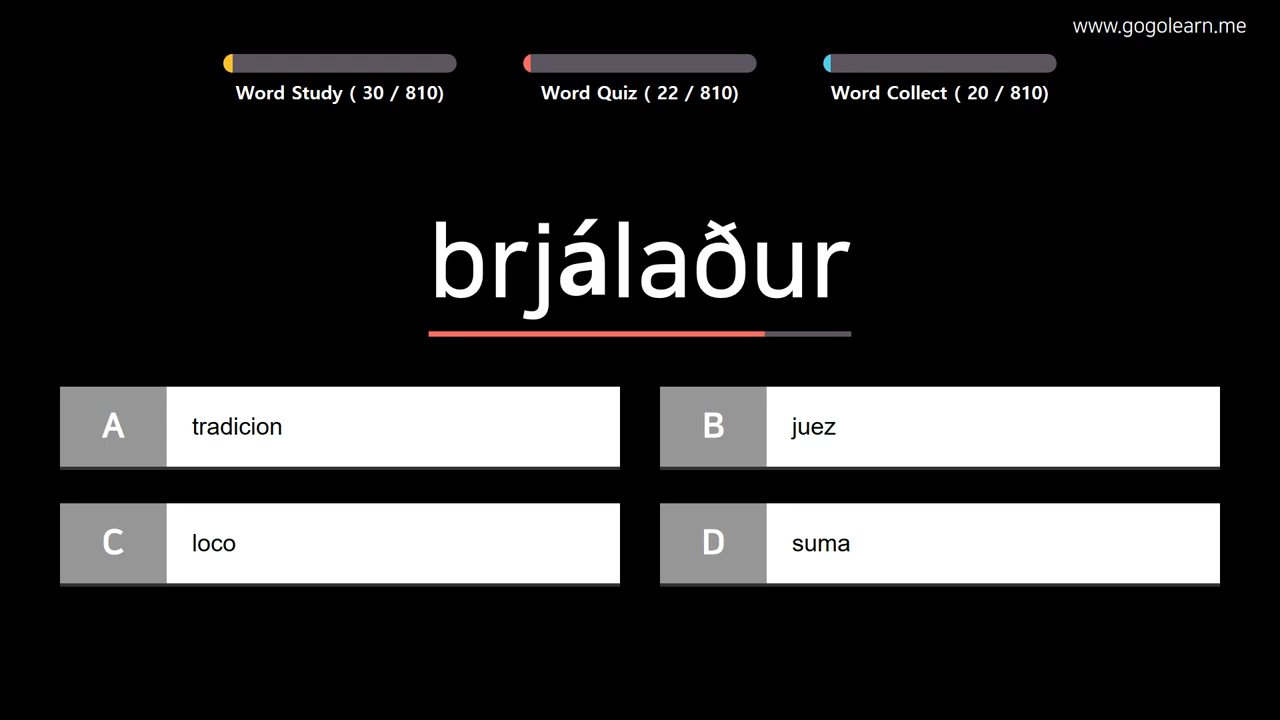 www.gogolearn.me
Word Study ( 30 / 810)
Word Quiz ( 22 / 810)
Word Collect ( 20 / 810)
brjálaður
A tradicion
B juez
C loco
D suma